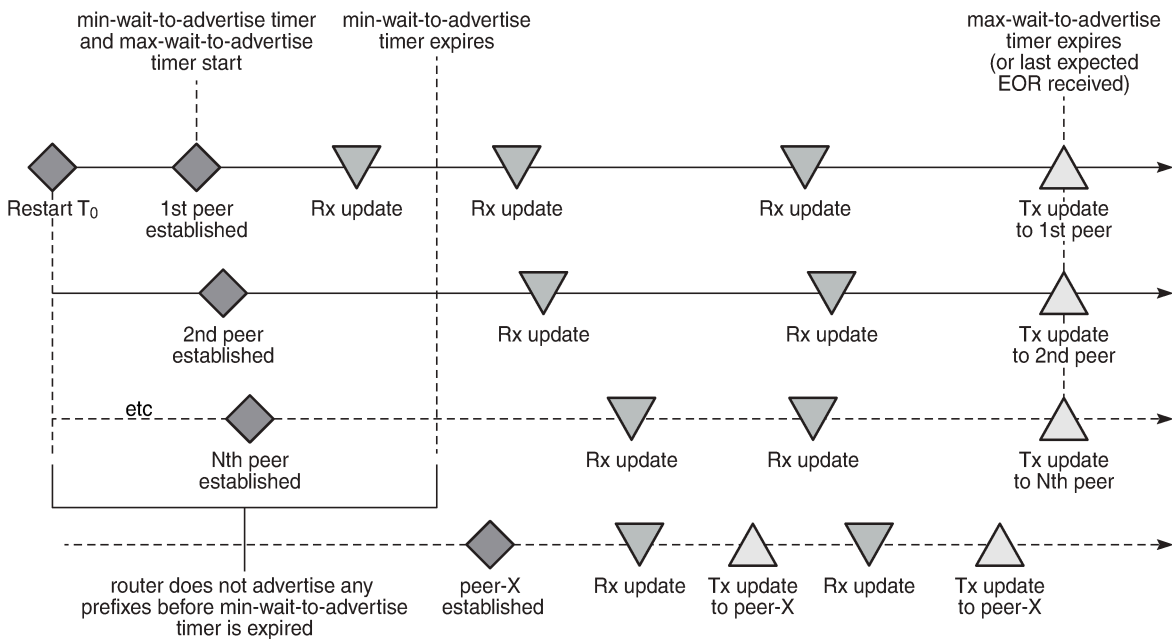 min-wait-to-advertise timer
and max-wait-to-advertise
timer start
min-wait-to-advertise
timer expires
max-wait-to-advertise
timer expires
(or last expected
EOR received)
Restart T0
1st peer
established
Rx update
Rx update
Rx update
Tx update
to 1st peer
2nd peer
established
Rx update
Rx update
Tx update
to 2nd peer
etc
Nth peer
established
Rx update
Rx update
Tx update
to Nth peer
router does not advertise any
prefixes before min-wait-to-advertise
timer is expired
peer-X
established
Rx update
Tx update
to peer-X
Rx update
Tx update
to peer-X